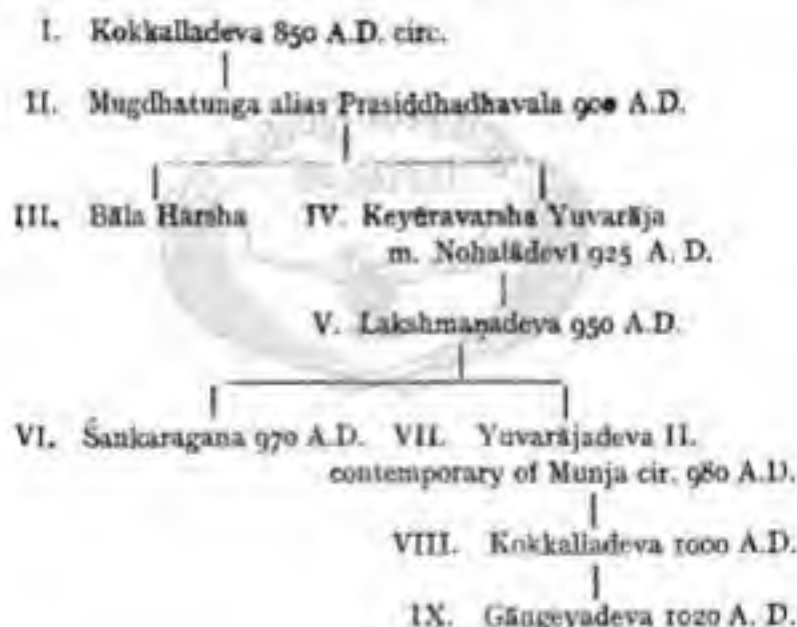 I. Kokkalladeva 850 A.D. circ.
II. Mugdhatunga alias Prasiddhadhavala 900 A.D.
III. Bāla Harsha IV. Keyūravarsha Yuvarāja
m. Nohalādevī 925 A. D.
V. Lakshmaṇadeva 950 A.D.
VI. Śankaragana 970 A.D. VII. Yuvarājadeva II.
contemporary of Munja cir. 980 A.D.
VIII. Kokkalladeva 1000 A.D.
IX. Gāngeyadeva 1020 A. D.